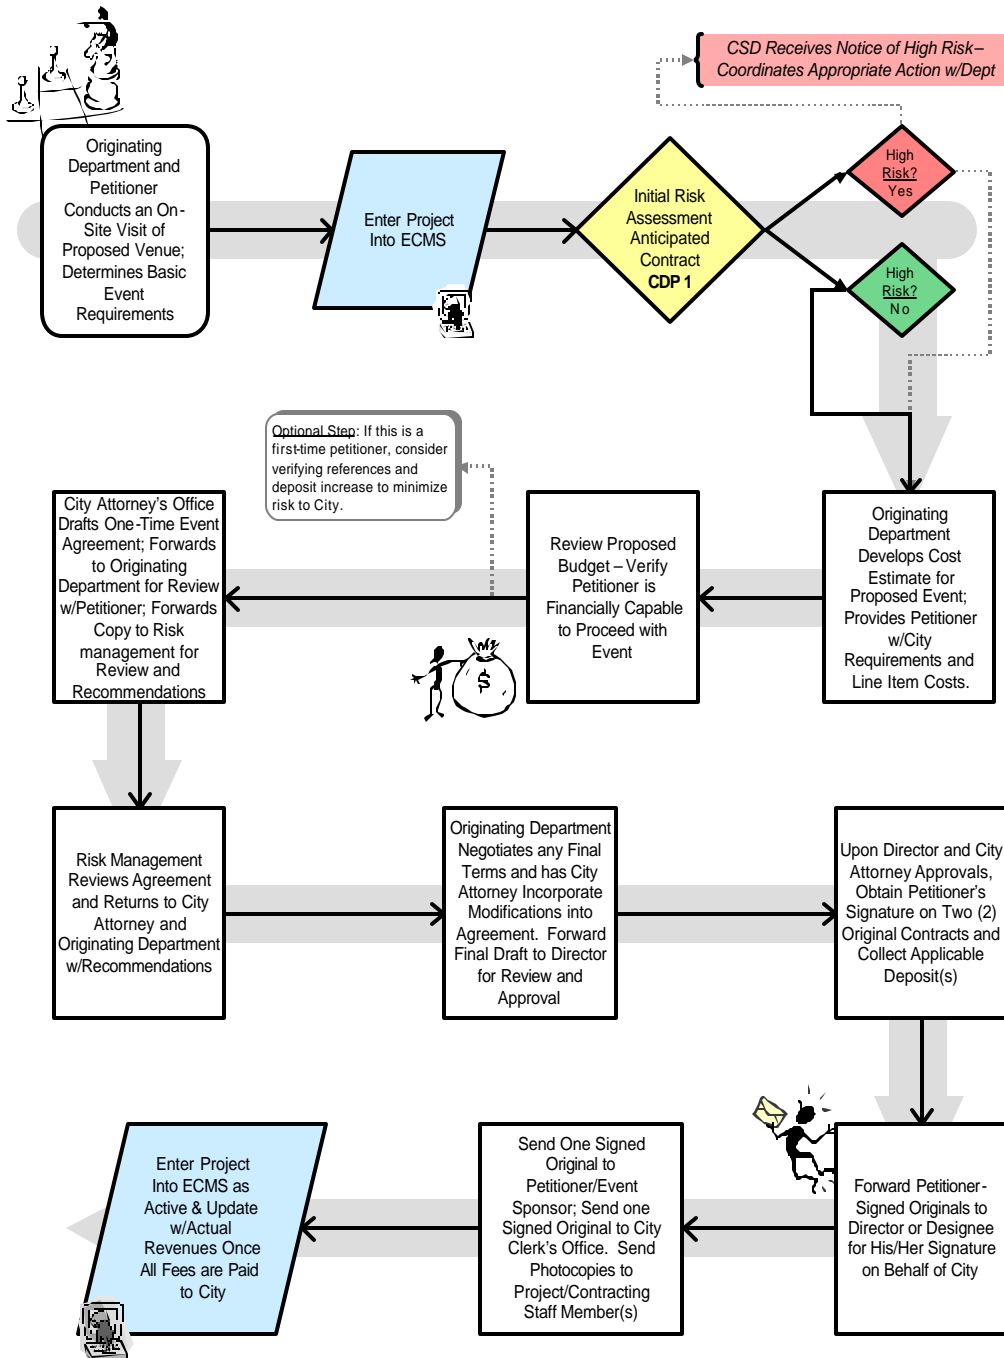 CSD Receives Notice of High Risk–
Coordinates Appropriate Action w/Dept
Originating
Department and
Petitioner
Conducts an On-
Site Visit of
Proposed Venue;
Determines Basic
Event
Requirements
Enter Project
Into ECMS
Initial Risk
Assessment
Anticipated
Contract
CDP 1
High
Risk?
Yes
High
Risk?
No
Optional Step: If this is a
first-time petitioner, consider
verifying references and
deposit increase to minimize
risk to City.
Originating
Department
Develops Cost
Estimate for
Proposed Event;
Provides Petitioner
w/City
Requirements and
Line Item Costs.
Review Proposed
Budget – Verify
Petitioner is
Financially Capable
to Proceed with
Event
$
City Attorney's Office
Drafts One-Time Event
Agreement; Forwards
to Originating
Department for Review
w/Petitioner; Forwards
Copy to Risk
management for
Review and
Recommendations
Risk Management
Reviews Agreement
and Returns to City
Attorney and
Originating Department
w/Recommendations
Originating Department
Negotiates any Final
Terms and has City
Attorney Incorporate
Modifications into
Agreement. Forward
Final Draft to Director
for Review and
Approval
Upon Director and City
Attorney Approvals,
Obtain Petitioner's
Signature on Two (2)
Original Contracts and
Collect Applicable
Deposit(s)
Forward Petitioner-
Signed Originals to
Director or Designee
for His/Her Signature
on Behalf of City
Send One Signed
Original to
Petitioner/Event
Sponsor; Send one
Signed Original to City
Clerk's Office. Send
Photocopies to
Project/Contracting
Staff Member(s)
Enter Project
Into ECMS as
Active & Update
w/Actual
Revenues Once
All Fees are Paid
to City